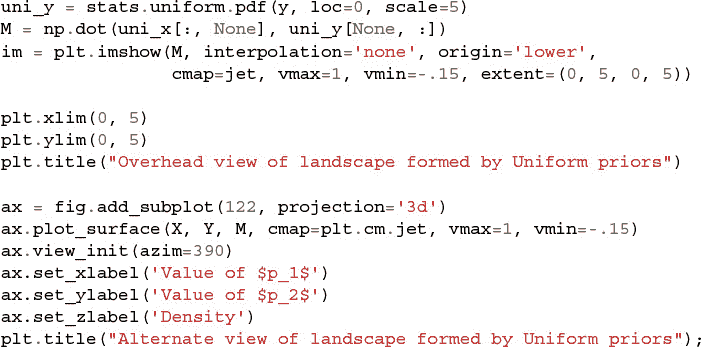 uni_y = stats.uniform.pdf(y, loc=0, scale=5)
M = np.dot(uni_x[:, None], uni_y[None, :])
im = plt.imshow(M, interpolation='none', origin='lower',
                cmap=jet, vmax=1, vmin=-.15, extent=(0, 5, 0, 5))
plt.xlim(0, 5)
plt.ylim(0, 5)
plt.title("Overhead view of landscape formed by Uniform priors")
ax = fig.add_subplot(122, projection='3d')
ax.plot_surface(X, Y, M, cmap=plt.cm.jet, vmax=1, vmin=-.15)
ax.view_init(azim=390)
ax.set_xlabel('Value of $p_1$')
ax.set_ylabel('Value of $p_2$')
ax.set_zlabel('Density')
plt.title("Alternate view of landscape formed by Uniform priors");